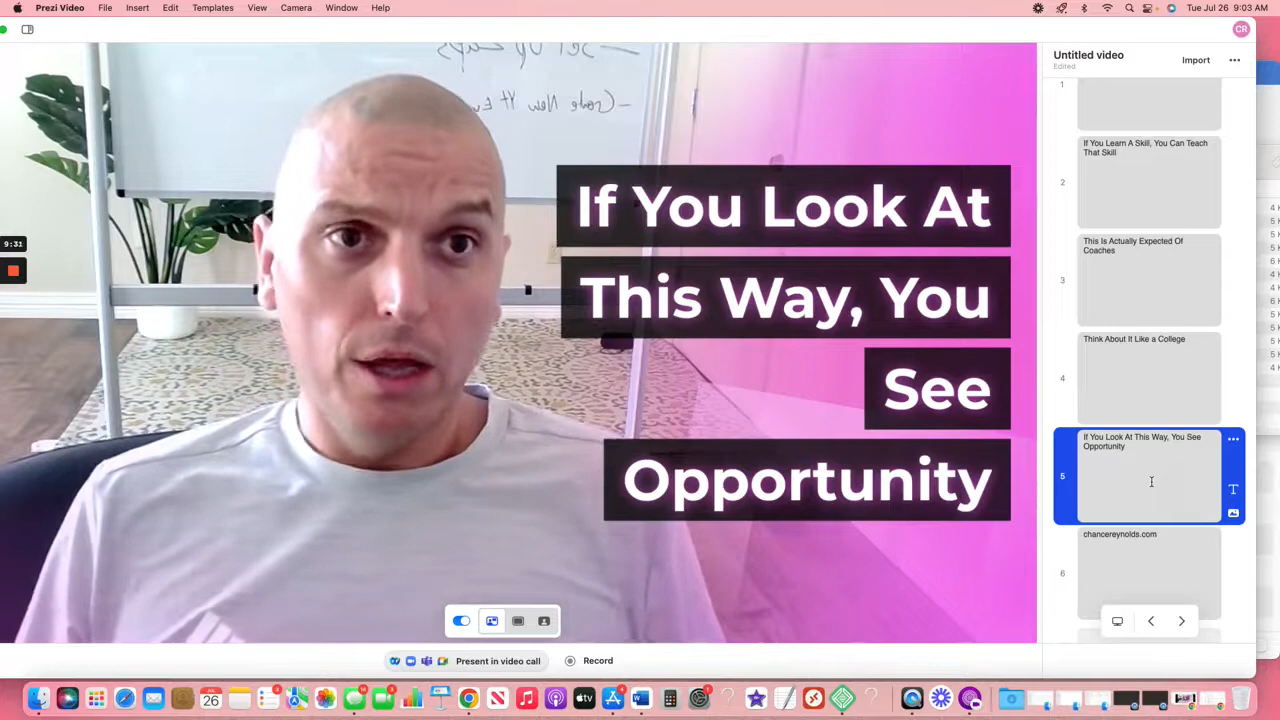 Prezi Video File Edit Insert Templates View Camera Window Help
Tue Jul 26 9:03 AM
CR
Untitled video
Edited
Import
1
If You Learn A Skill, You Can Teach
That Skill
2
This Is Actually Expected Of
Coaches
3
Think About It Like a College
4
If You Look At This Way, You See
Opportunity
5
chancereynolds.com
6
If You Look At
This Way, You
See
Opportunity
9:31
Present in video call
Record